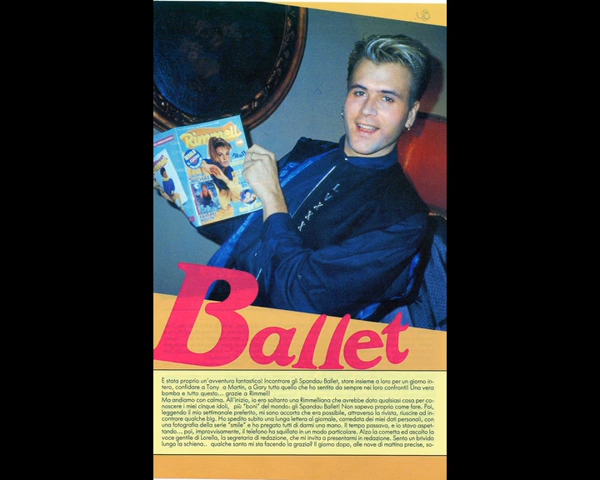 Rimmeil
Ballet
È stata proprio un'avventura fantastica! Incontrare gli Spandau Ballet, stare insieme a loro per un giorno in-
tero, confidare a Tony a Martin, a Gary tutto quello che ho sentito da sempre nei loro confronti! Una vera
bomba e tutto questo... grazie a Rimmeil!
Ma andiamo con calma. All'inizio, io ero soltanto una Rimmelliana che avrebbe dato qualsiasi cosa per co-
noscere i miei cinque idoli, i più "boni" del mondo: gli Spandau Ballet! Non sapevo proprio come fare. Poi,
leggendo il mio settimanale preferito, mi sono accorta che era possibile, attraverso la rivista, riuscire ad in-
contrare qualche big. Ho spedito subito una lunga lettera al giornale, corredata dei miei dati personali, con
una fotografia della serie "smile" e ho pregato tutti di darmi una mano. Il tempo passava, e io stavo aspet-
tando..., poi, improvvisamente, il telefono ha squillato in un modo particolare. Alzo la cornetta ed ascolto la
voce gentile di Lorella, la segretaria di redazione, che mi invita a presentarmi in redazione. Sento un brivido
lungo la schiena.. qualche santo mi sta facendo la grazia!! Il giorno dopo, alle nove di mattina precise, so-